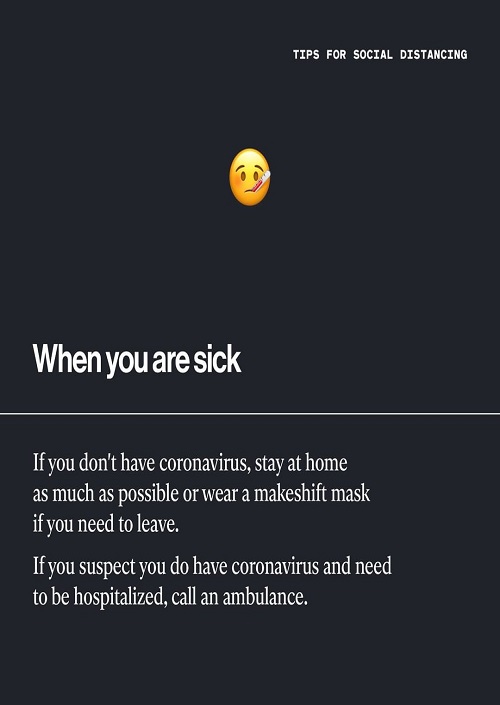 TIPS FOR SOCIAL DISTANCING
When you are sick
If you don't have coronavirus, stay at home
as much as possible or wear a makeshift mask
if you need to leave.
If you suspect you do have coronavirus and need
to be hospitalized, call an ambulance.